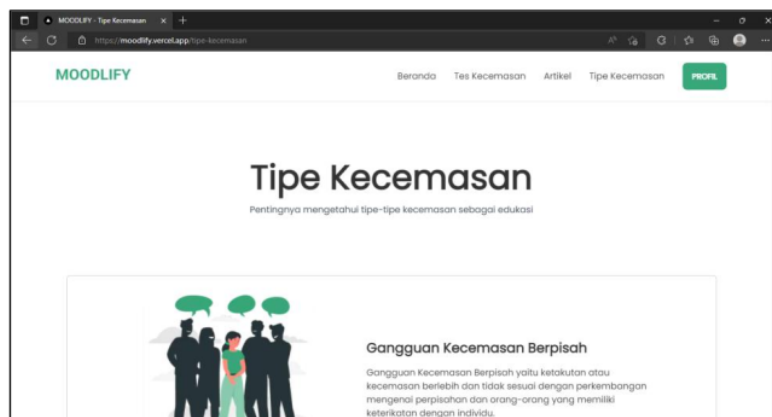 MOODLIFY - Tipe Kecemasan
https://moodlify.vercel.app/tipe-kecemasan
MOODLIFY
Beranda Tes Kecemasan Artikel Tipe Kecemasan PROFIL
Tipe Kecemasan
Pentingnya mengetahui tipe-tipe kecemasan sebagai edukasi
Gangguan Kecemasan Berpisah
Gangguan Kecemasan Berpisah yaitu ketakutan atau
kecemasan berlebih dan tidak sesuai dengan perkembangan
mengenai perpisahan dan orang-orang yang memiliki
keterikatan dengan individu.